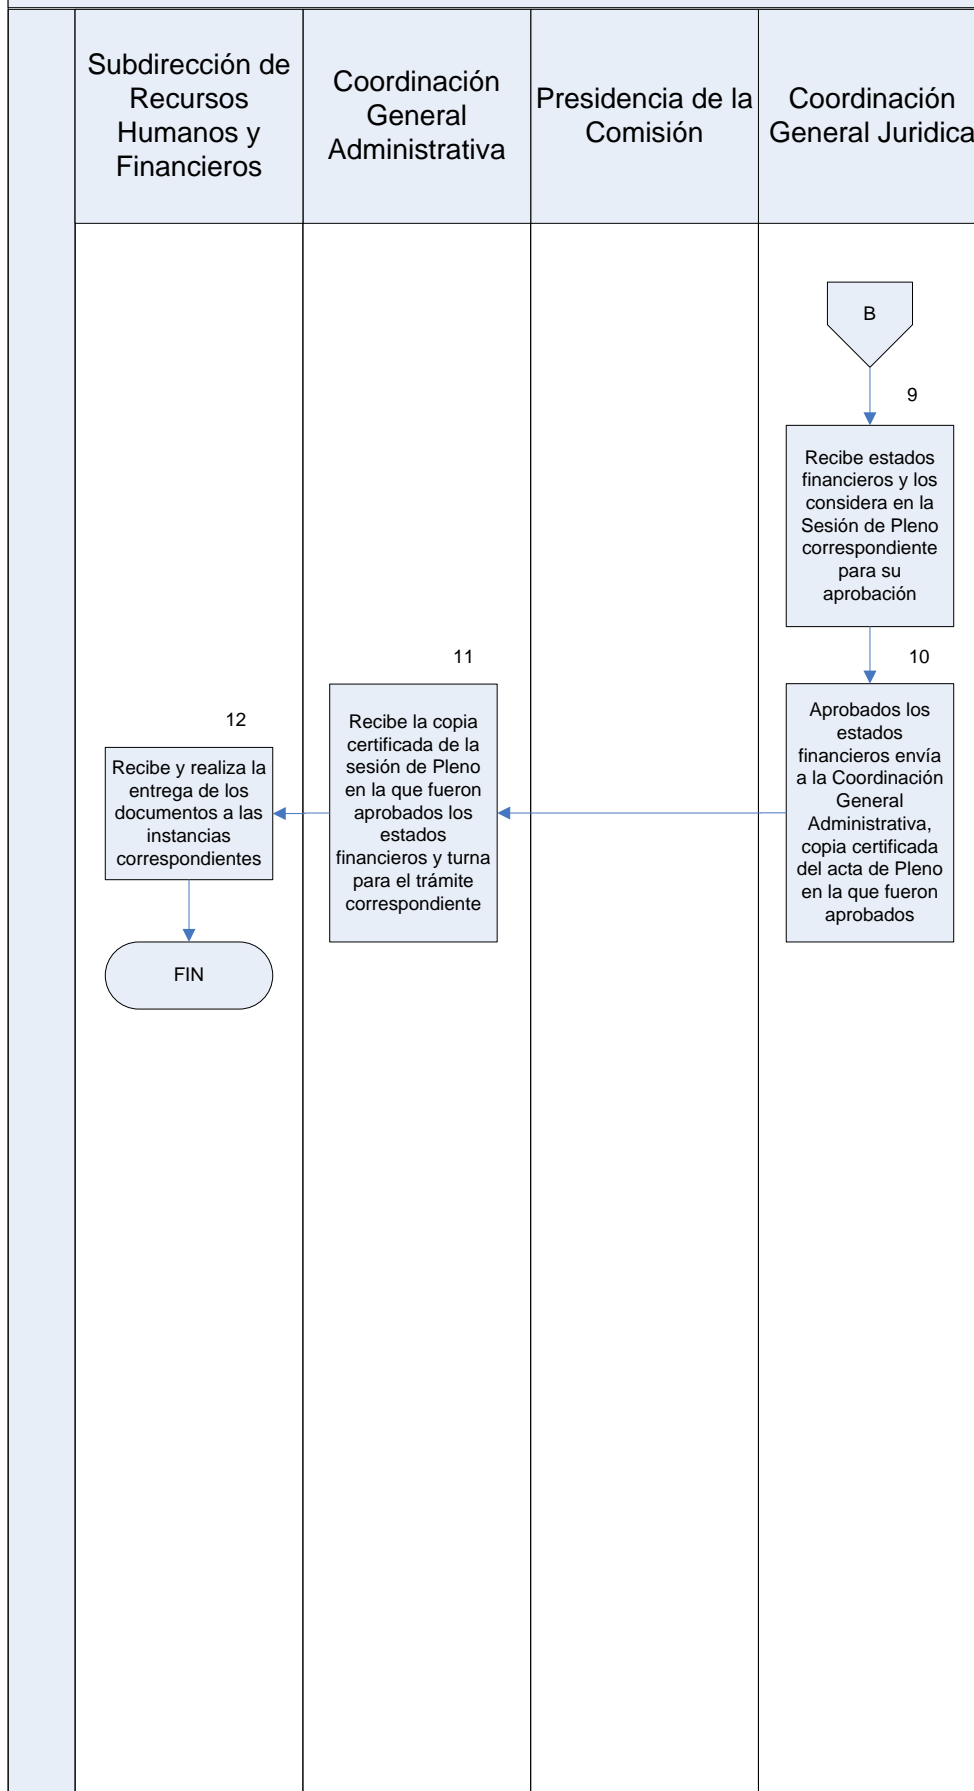 Subdirección de
Recursos
Humanos y
Financieros
Coordinación
General
Administrativa
Presidencia de la
Comisión
Coordinación
General Juridica
B
9
Recibe estados
financieros y los
considera en la
Sesión de Pleno
correspondiente
para su
aprobación
10
Aprobados los
estados
financieros envía
a la Coordinación
General
Administrativa,
copia certificada
del acta de Pleno
en la que fueron
aprobados
11
Recibe la copia
certificada de la
sesión de Pleno
en la que fueron
aprobados los
estados
financieros y turna
para el trámite
correspondiente
12
Recibe y realiza la
entrega de los
documentos a las
instancias
correspondientes
FIN